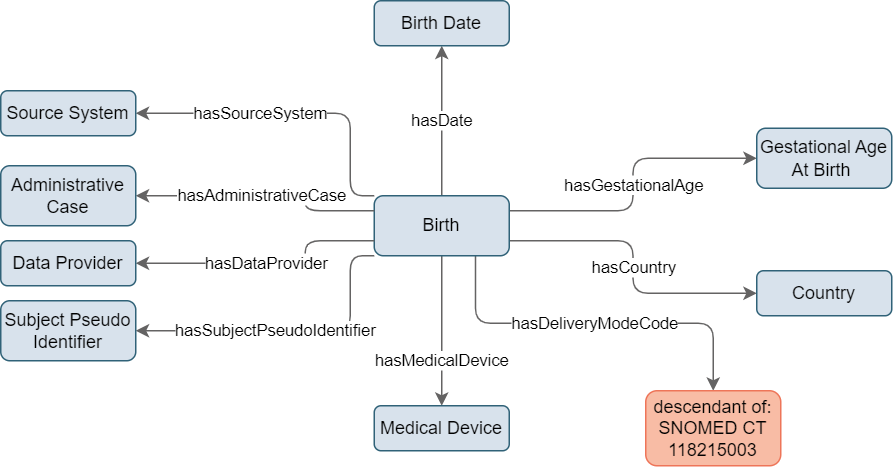 Birth Date
hasDate
Source System
hasSourceSystem
Administrative
Case
hasAdministrativeCase
Data Provider
hasDataProvider
Subject Pseudo
Identifier
hasSubjectPseudoIdentifier
Birth
hasGestationalAge
Gestational Age
At Birth
hasCountry
Country
hasDeliveryModeCode
descendant of:
SNOMED CT
118215003
hasMedicalDevice
Medical Device